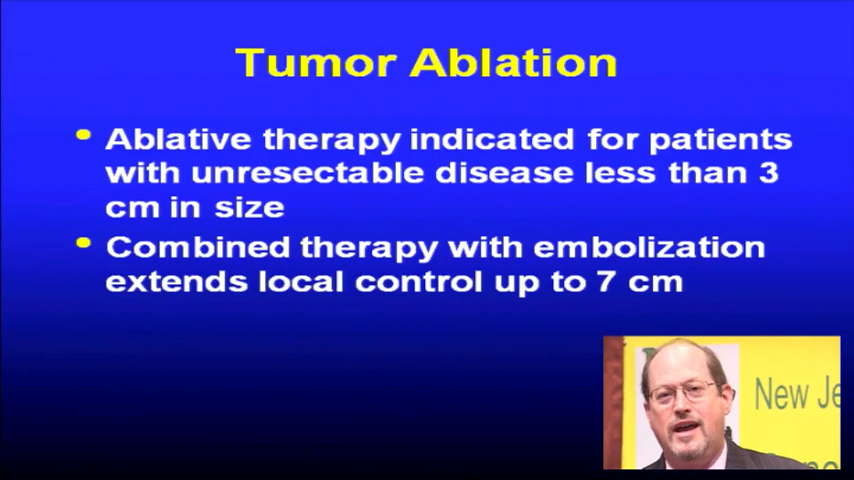 Tumor Ablation
Ablative therapy indicated for patients
with unresectable disease less than 3
cm in size
Combined therapy with embolization
extends local control up to 7 cm
New Je